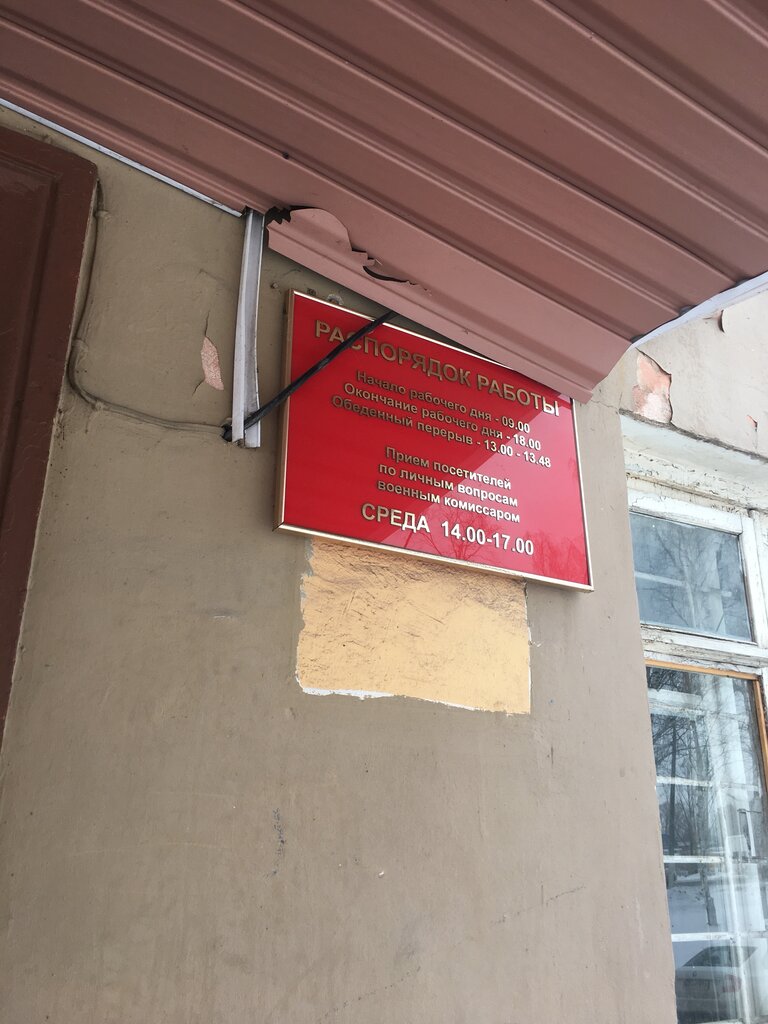 РАСПОРЯДОК РАБОТЫ
Начало рабочего дня - 09.00
Окончание рабочего дня - 18.00
Обеденный перерыв - 13.00 - 13.48
Прием посетителей
по личным вопросам
военным комиссаром
СРЕДА 14.00-17.00